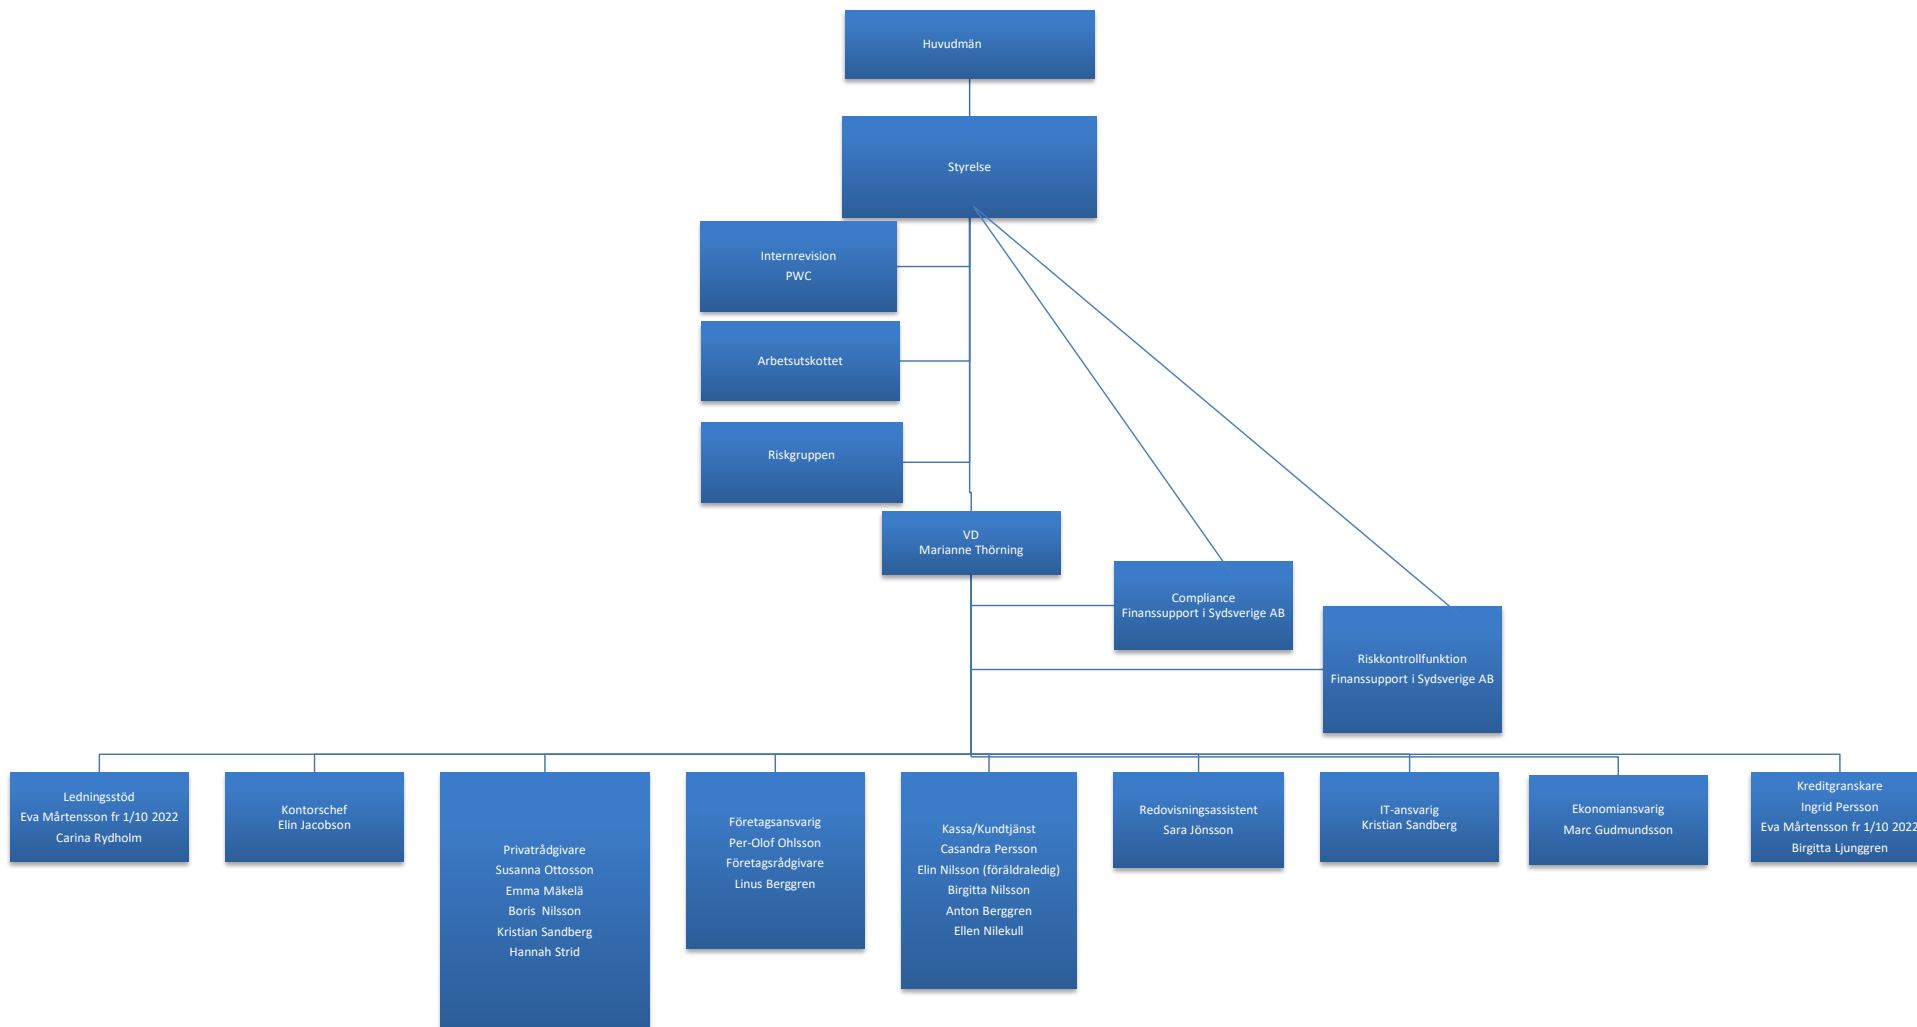 Huvudmän
Styrelse
Internrevision
PWC
Arbetsutskottet
Riskgruppen
VD
Marianne Thörning
Compliance
Finanssupport i Sydsverige AB
Riskkontrollfunktion
Finanssupport i Sydsverige AB
Ledningsstöd
Eva Mårtensson fr 1/10 2022
Carina Rydholm
Kontorschef
Elin Jacobson
Privatrådgivare
Susanna Ottosson
Emma Mäkelä
Boris Nilsson
Kristian Sandberg
Hannah Strid
Företagsansvarig
Per-Olof Ohlsson
Företagsrådgivare
Linus Berggren
Kassa/Kundtjänst
Casandra Persson
Elin Nilsson (föräldraledig)
Birgitta Nilsson
Anton Berggren
Ellen Nilekull
Redovisningsassistent
Sara Jönsson
IT-ansvarig
Kristian Sandberg
Ekonomiansvarig
Marc Gudmundsson
Kreditgranskare
Ingrid Persson
Eva Mårtensson fr 1/10 2022
Birgitta Ljunggren